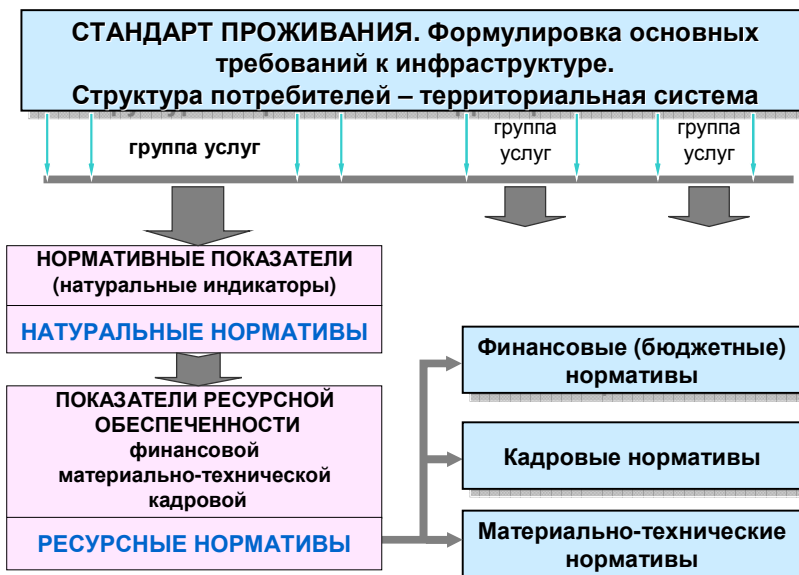 СТАНДАРТ ПРОЖИВАНИЯ. Формулировка основных
требований к инфраструктуре.
Структура потребителей – территориальная система
группа услуг
группа
услуг
группа
услуг
НОРМАТИВНЫЕ ПОКАЗАТЕЛИ
(натуральные индикаторы)
НАТУРАЛЬНЫЕ НОРМАТИВЫ
ПОКАЗАТЕЛИ РЕСУРСНОЙ
ОБЕСПЕЧЕННОСТИ
финансовой
материально-технической
кадровой
РЕСУРСНЫЕ НОРМАТИВЫ
Финансовые (бюджетные)
нормативы
Кадровые нормативы
Материально-технические
нормативы